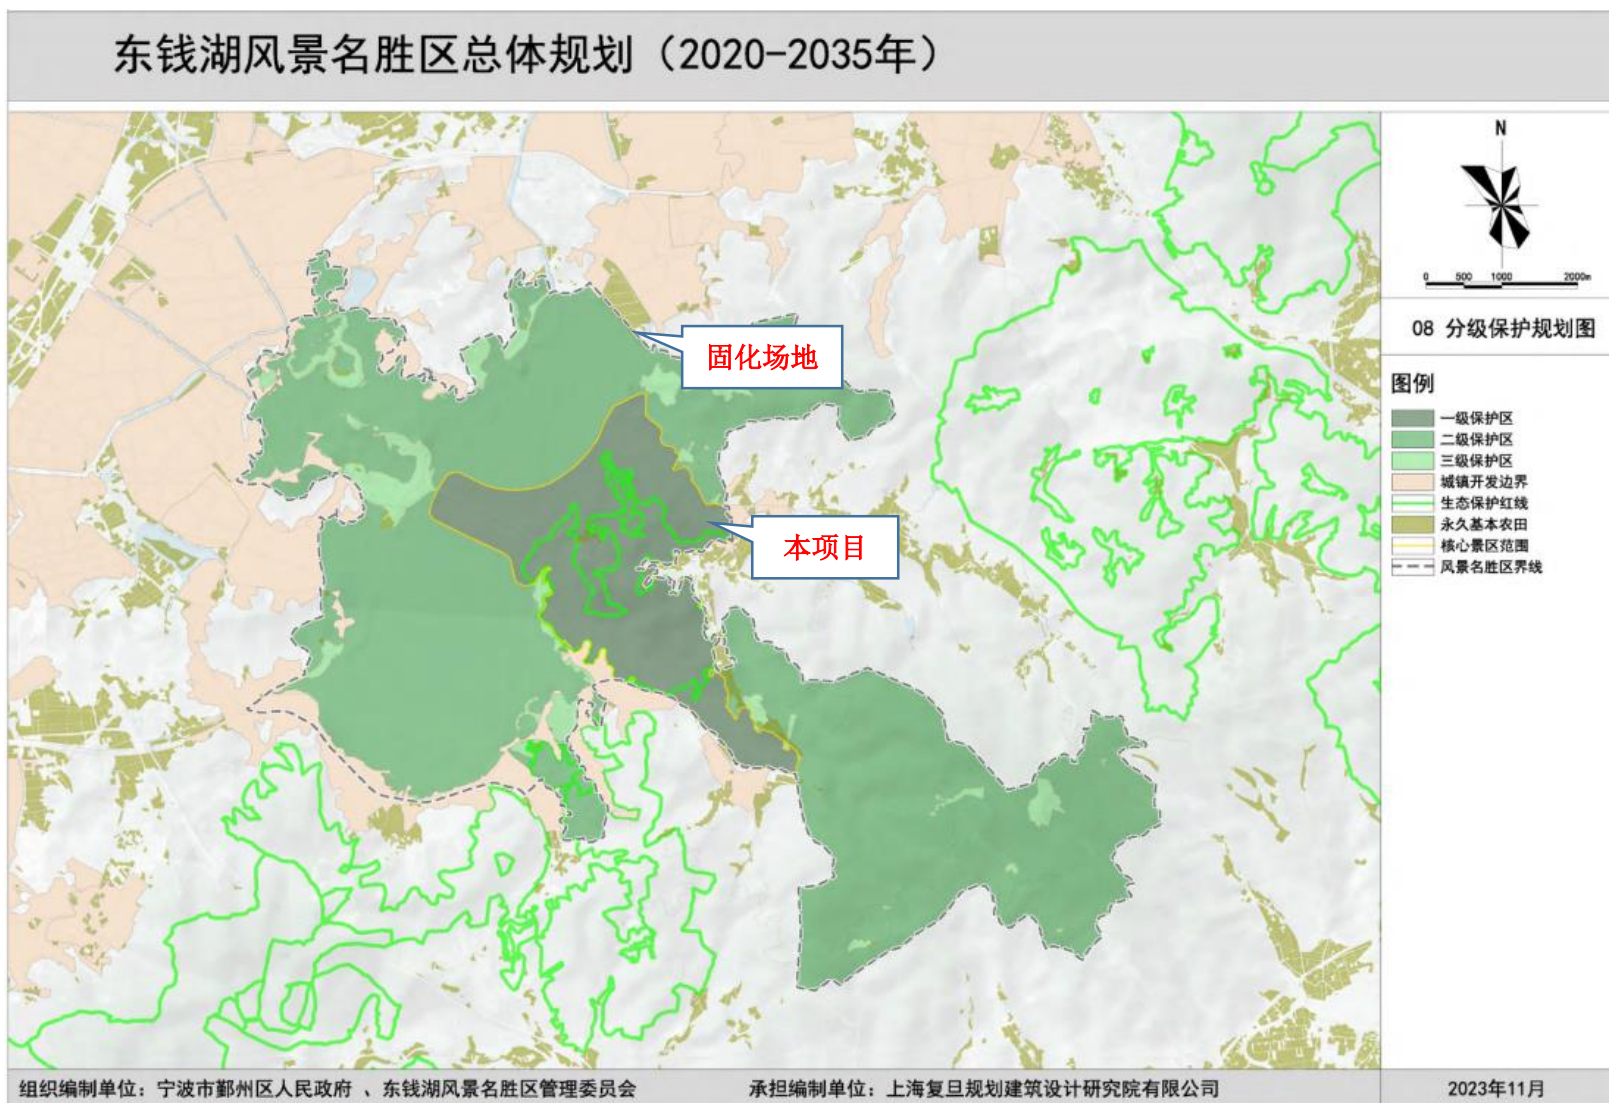 东钱湖风景名胜区总体规划（2020-2035年）
N
0 500 1000 2000m
08 分级保护规划图
固化场地
本项目
图例
一级保护区
二级保护区
三级保护区
城镇开发边界
生态保护红线
永久基本农田
核心景区范围
风景名胜区界线
组织编制单位：宁波市鄞州区人民政府 、东钱湖风景名胜区管理委员会
承担编制单位：上海复旦规划建筑设计研究院有限公司
2023年11月